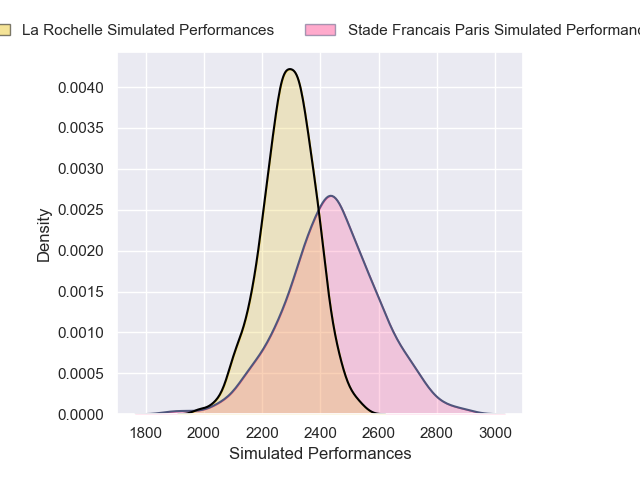 La Rochelle Simulated Performances
Stade Francais Paris Simulated
0.0040
0.0035
0.0030
0.0025
0.0020
0.0015
0.0010
0.0005
0.0000
Density
1800 2000 2200 2400 2600 2800 3000
Simulated Performances